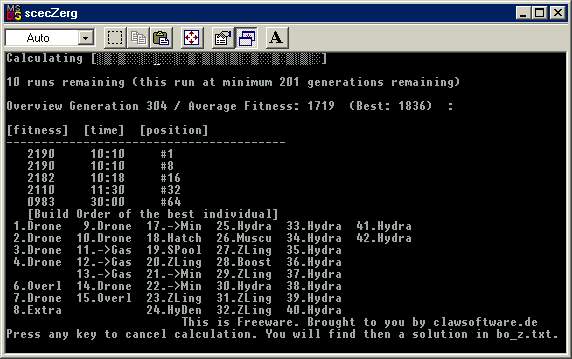 scecZerg
Auto
A
Calculating [ ]
10 runs remaining (this run at minimum 201 generations remaining)
Overview Generation 304 / Average Fitness: 1719 (Best: 1836) :
[fitness] [time] [position]
----------------------------------------
2190 10:10 #1
2190 10:10 #8
2182 10:18 #16
2110 11:30 #32
0983 30:00 #64
[Build Order of the best individual]
1.Drone 9.Drone 17.->Min 25.Hydra 33.Hydra 41.Hydra
2.Drone 10.Drone 18.Hatch 26.Muscu 34.Hydra 42.Hydra
3.Drone 11.->Gas 19.SPool 27.ZLing 35.Hydra
4.Drone 12.->Gas 20.ZLing 28.Boost 36.Hydra
13.->Gas 21.->Min 29.ZLing 37.Hydra
6.Overl 14.Drone 22.->Min 30.Hydra 38.Hydra
7.Drone 15.Overl 23.ZLing 31.ZLing 39.Hydra
8.Extra 24.HyDen 32.ZLing 40.Hydra
This is Freeware. Brought to you by clawsoftware.de
Press any key to cancel calculation. You will find then a solution in bo_z.txt.